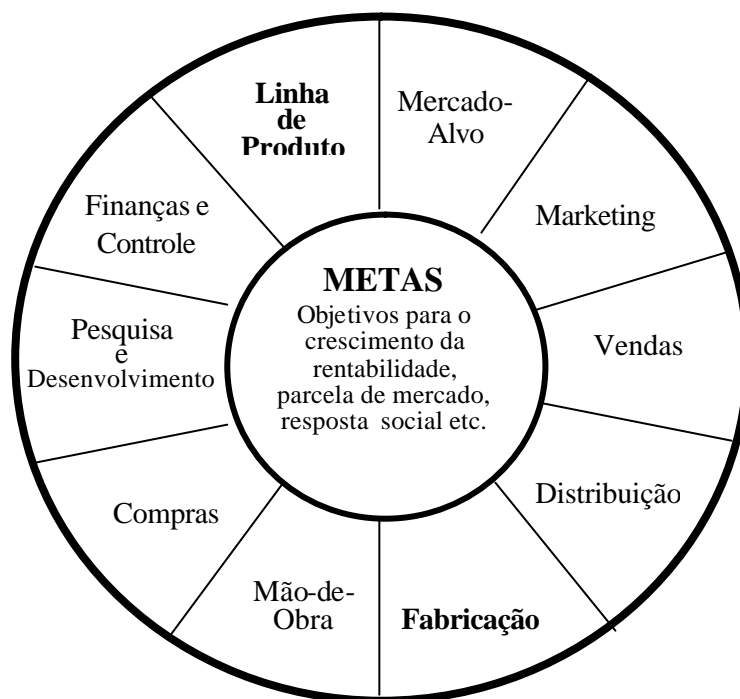 Linha
de
Produto
Mercado-
Alvo
Marketing
Vendas
Distribuição
Fabricação
Mão-de-
Obra
Compras
Pesquisa
e
Desenvolvimento
Finanças e
Controle
METAS
Objetivos para o
crescimento da
rentabilidade,
parcela de mercado,
resposta social etc.